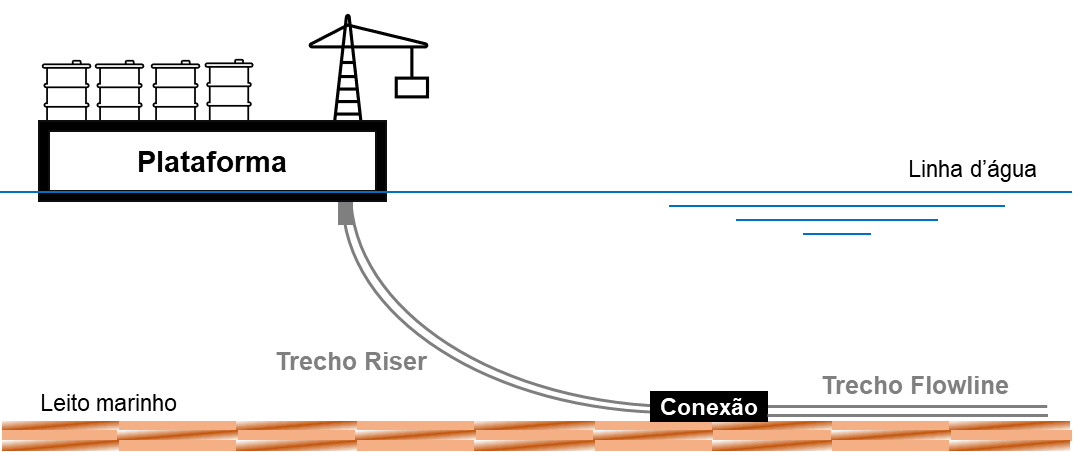 Plataforma
Linha d'água
Trecho Riser
Trecho Flowline
Leito marinho
Conexão